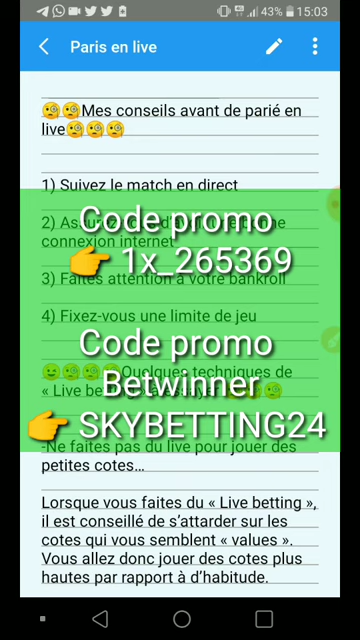 43% 15:03
Paris en live
🧐🧐Mes conseils avant de parié en
live🧐🧐🧐
1) Suivez le match en direct
Code promo
👉 1x_265369
2)
connexion internet
3) Faites attention à votre bankroll
4) Fixez-vous une limite de jeu
Code promo
Betwinner
👉 SKYBETTING24
Quelques techniques de
« Live
-Ne faites pas du live pour jouer des
petites cotes...
Lorsque vous faites du « Live betting »,
il est conseillé de s'attarder sur les
cotes qui vous semblent « values ».
Vous allez donc jouer des cotes plus
hautes par rapport à d'habitude.